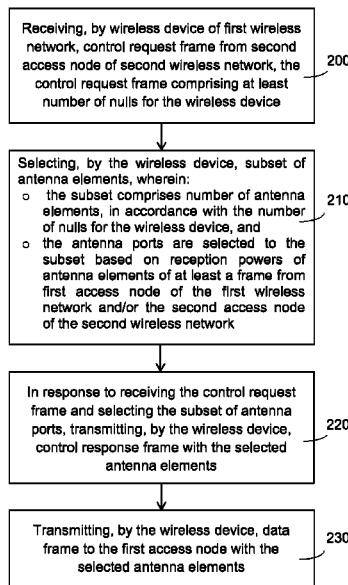 Receiving, by wireless device of first wireless
network, control request frame from second
access node of second wireless network, the
control request frame comprising at least
number of nulls for the wireless device
200
Selecting, by the wireless device, subset of
antenna elements, wherein:
o the subset comprises number of antenna
elements, in accordance with the number
of nulls for the wireless device, and
o the antenna ports are selected to the
subset based on reception powers of
antenna elements of at least a frame from
first access node of the first wireless
network and/or the second access node
of the second wireless network
210
In response to receiving the control request
frame and selecting the subset of antenna
ports, transmitting, by the wireless device,
control response frame with the selected
antenna elements
220
Transmitting, by the wireless device, data
frame to the first access node with the
selected antenna elements
230